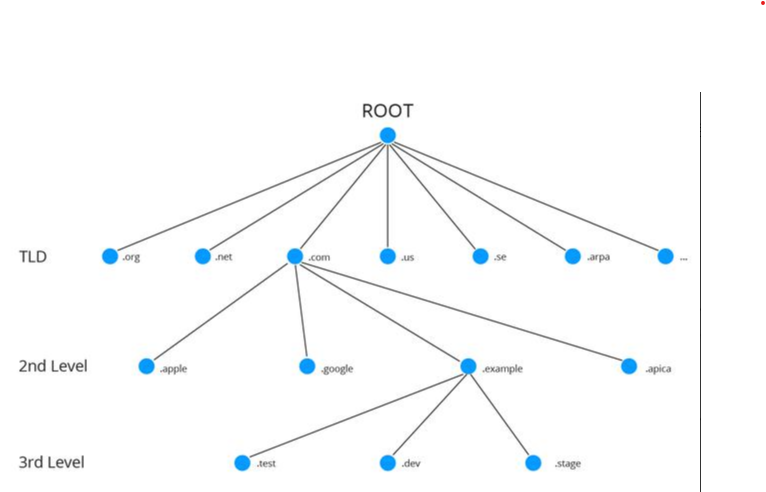 ROOT
TLD .org .net .com .us .se .arpa ...
2nd Level .apple .google .example .apica
3rd Level .test .dev .stage